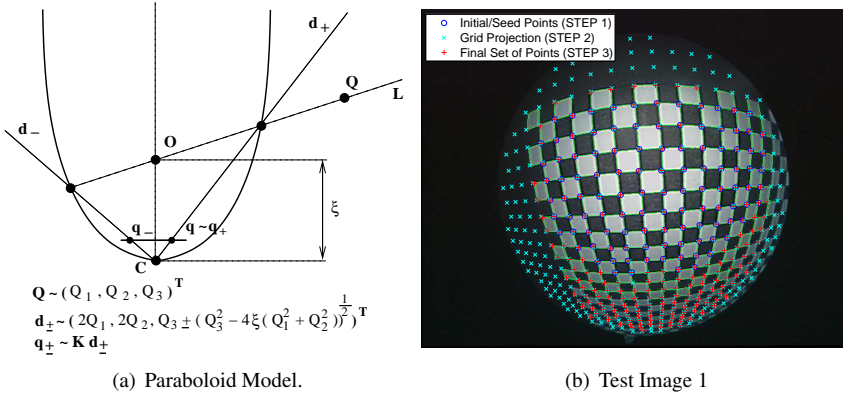 d₊
Q
L
d₋
O
ξ
q₋
q ~ q₊
C
Q ~ ( Q₁ , Q₂ , Q₃ )ᵀ
d± ~ ( 2Q₁ , 2Q₂ , Q₃ ± ( Q₃² − 4ξ ( Q₁² + Q₂² ))^(1/2) )ᵀ
q± ~ K d±
(a) Paraboloid Model.
Initial/Seed Points (STEP 1)
Grid Projection (STEP 2)
Final Set of Points (STEP 3)
(b) Test Image 1